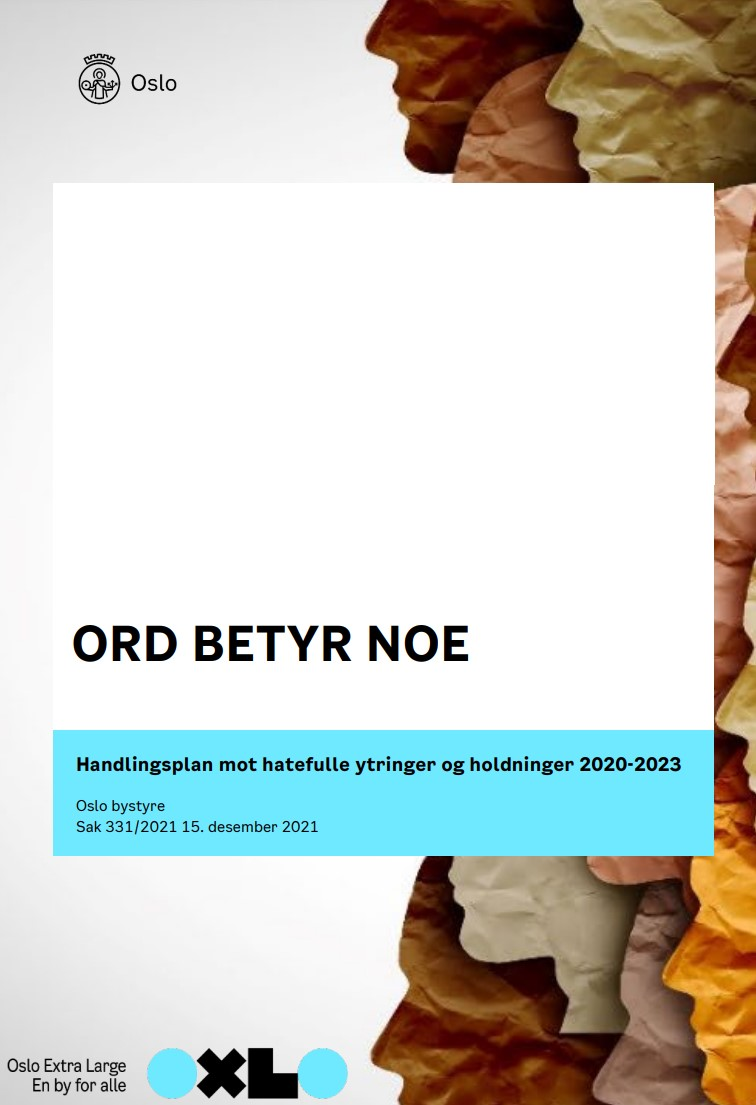 Oslo
ORD BETYR NOE
Handlingsplan mot hatefulle ytringer og holdninger 2020-2023
Oslo bystyre
Sak 331/2021 15. desember 2021
Oslo Extra Large
En by for alle
OXLO